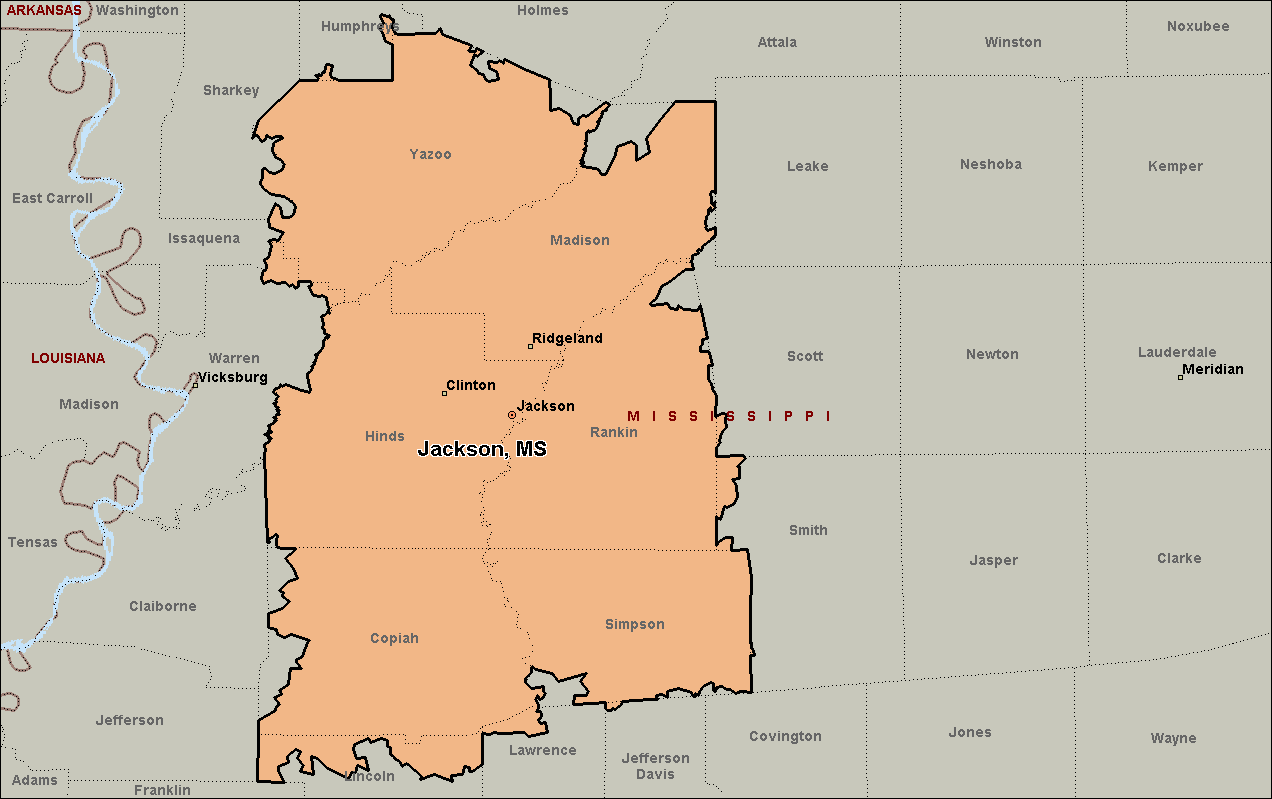 ARKANSAS
Washington
Holmes
Humphreys
Noxubee
Attala
Winston
Sharkey
Yazoo
Leake
Neshoba
Kemper
East Carroll
Issaquena
Madison
Ridgeland
LOUISIANA
Warren
Scott
Newton
Lauderdale
Meridian
Vicksburg
Clinton
Madison
Jackson
MISSISSIPPI
Hinds
Rankin
Jackson, MS
Smith
Tensas
Jasper
Clarke
Claiborne
Copiah
Simpson
Jefferson
Lawrence
Covington
Jones
Wayne
Jefferson
Davis
Adams
Lincoln
Franklin